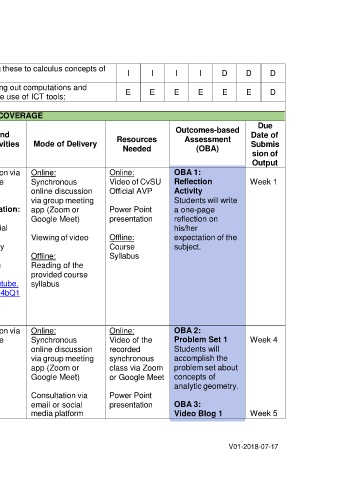 ng these to calculus concepts of
I I I I D D D
ng out computations and
e use of ICT tools;
E E E E E E D
COVERAGE
nd
vities
Mode of Delivery
Resources
Needed
Outcomes-based
Assessment
(OBA)
Due
Date of
Submis
sion of
Output
on via
e
ation:
ial
y
utube.
4bQ1
Online:
Synchronous
online discussion
via group meeting
app (Zoom or
Google Meet)
Viewing of video
Offline:
Reading of the
provided course
syllabus
Online:
Video of CvSU
Official AVP
Power Point
presentation
Offline:
Course
Syllabus
OBA 1:
Reflection
Activity
Students will write
a one-page
reflection on
his/her
expectation of the
subject.
Week 1
on via
e
Online:
Synchronous
online discussion
via group meeting
app (Zoom or
Google Meet)
Consultation via
email or social
media platform
Online:
Video of the
recorded
synchronous
class via Zoom
or Google Meet
Power Point
presentation
OBA 2:
Problem Set 1
Students will
accomplish the
problem set about
concepts of
analytic geometry.
OBA 3:
Video Blog 1
Week 4
Week 5
V01-2018-07-17